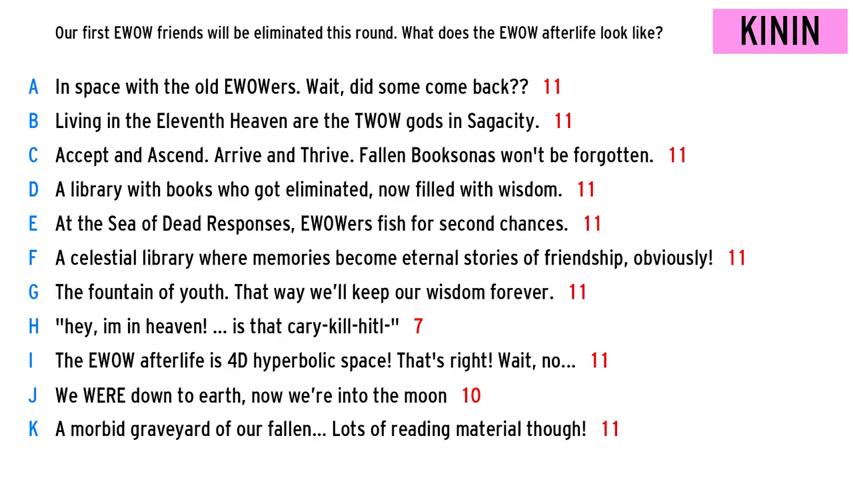 Our first EWOW friends will be eliminated this round. What does the EWOW afterlife look like?
KININ
A In space with the old EWOWers. Wait, did some come back?? 11
B Living in the Eleventh Heaven are the TWOW gods in Sagacity. 11
C Accept and Ascend. Arrive and Thrive. Fallen Booksonas won't be forgotten. 11
D A library with books who got eliminated, now filled with wisdom. 11
E At the Sea of Dead Responses, EWOWers fish for second chances. 11
F A celestial library where memories become eternal stories of friendship, obviously! 11
G The fountain of youth. That way we’ll keep our wisdom forever. 11
H "hey, im in heaven! ... is that cary-kill-hitl-" 7
I The EWOW afterlife is 4D hyperbolic space! That's right! Wait, no... 11
J We WERE down to earth, now we’re into the moon 10
K A morbid graveyard of our fallen... Lots of reading material though! 11